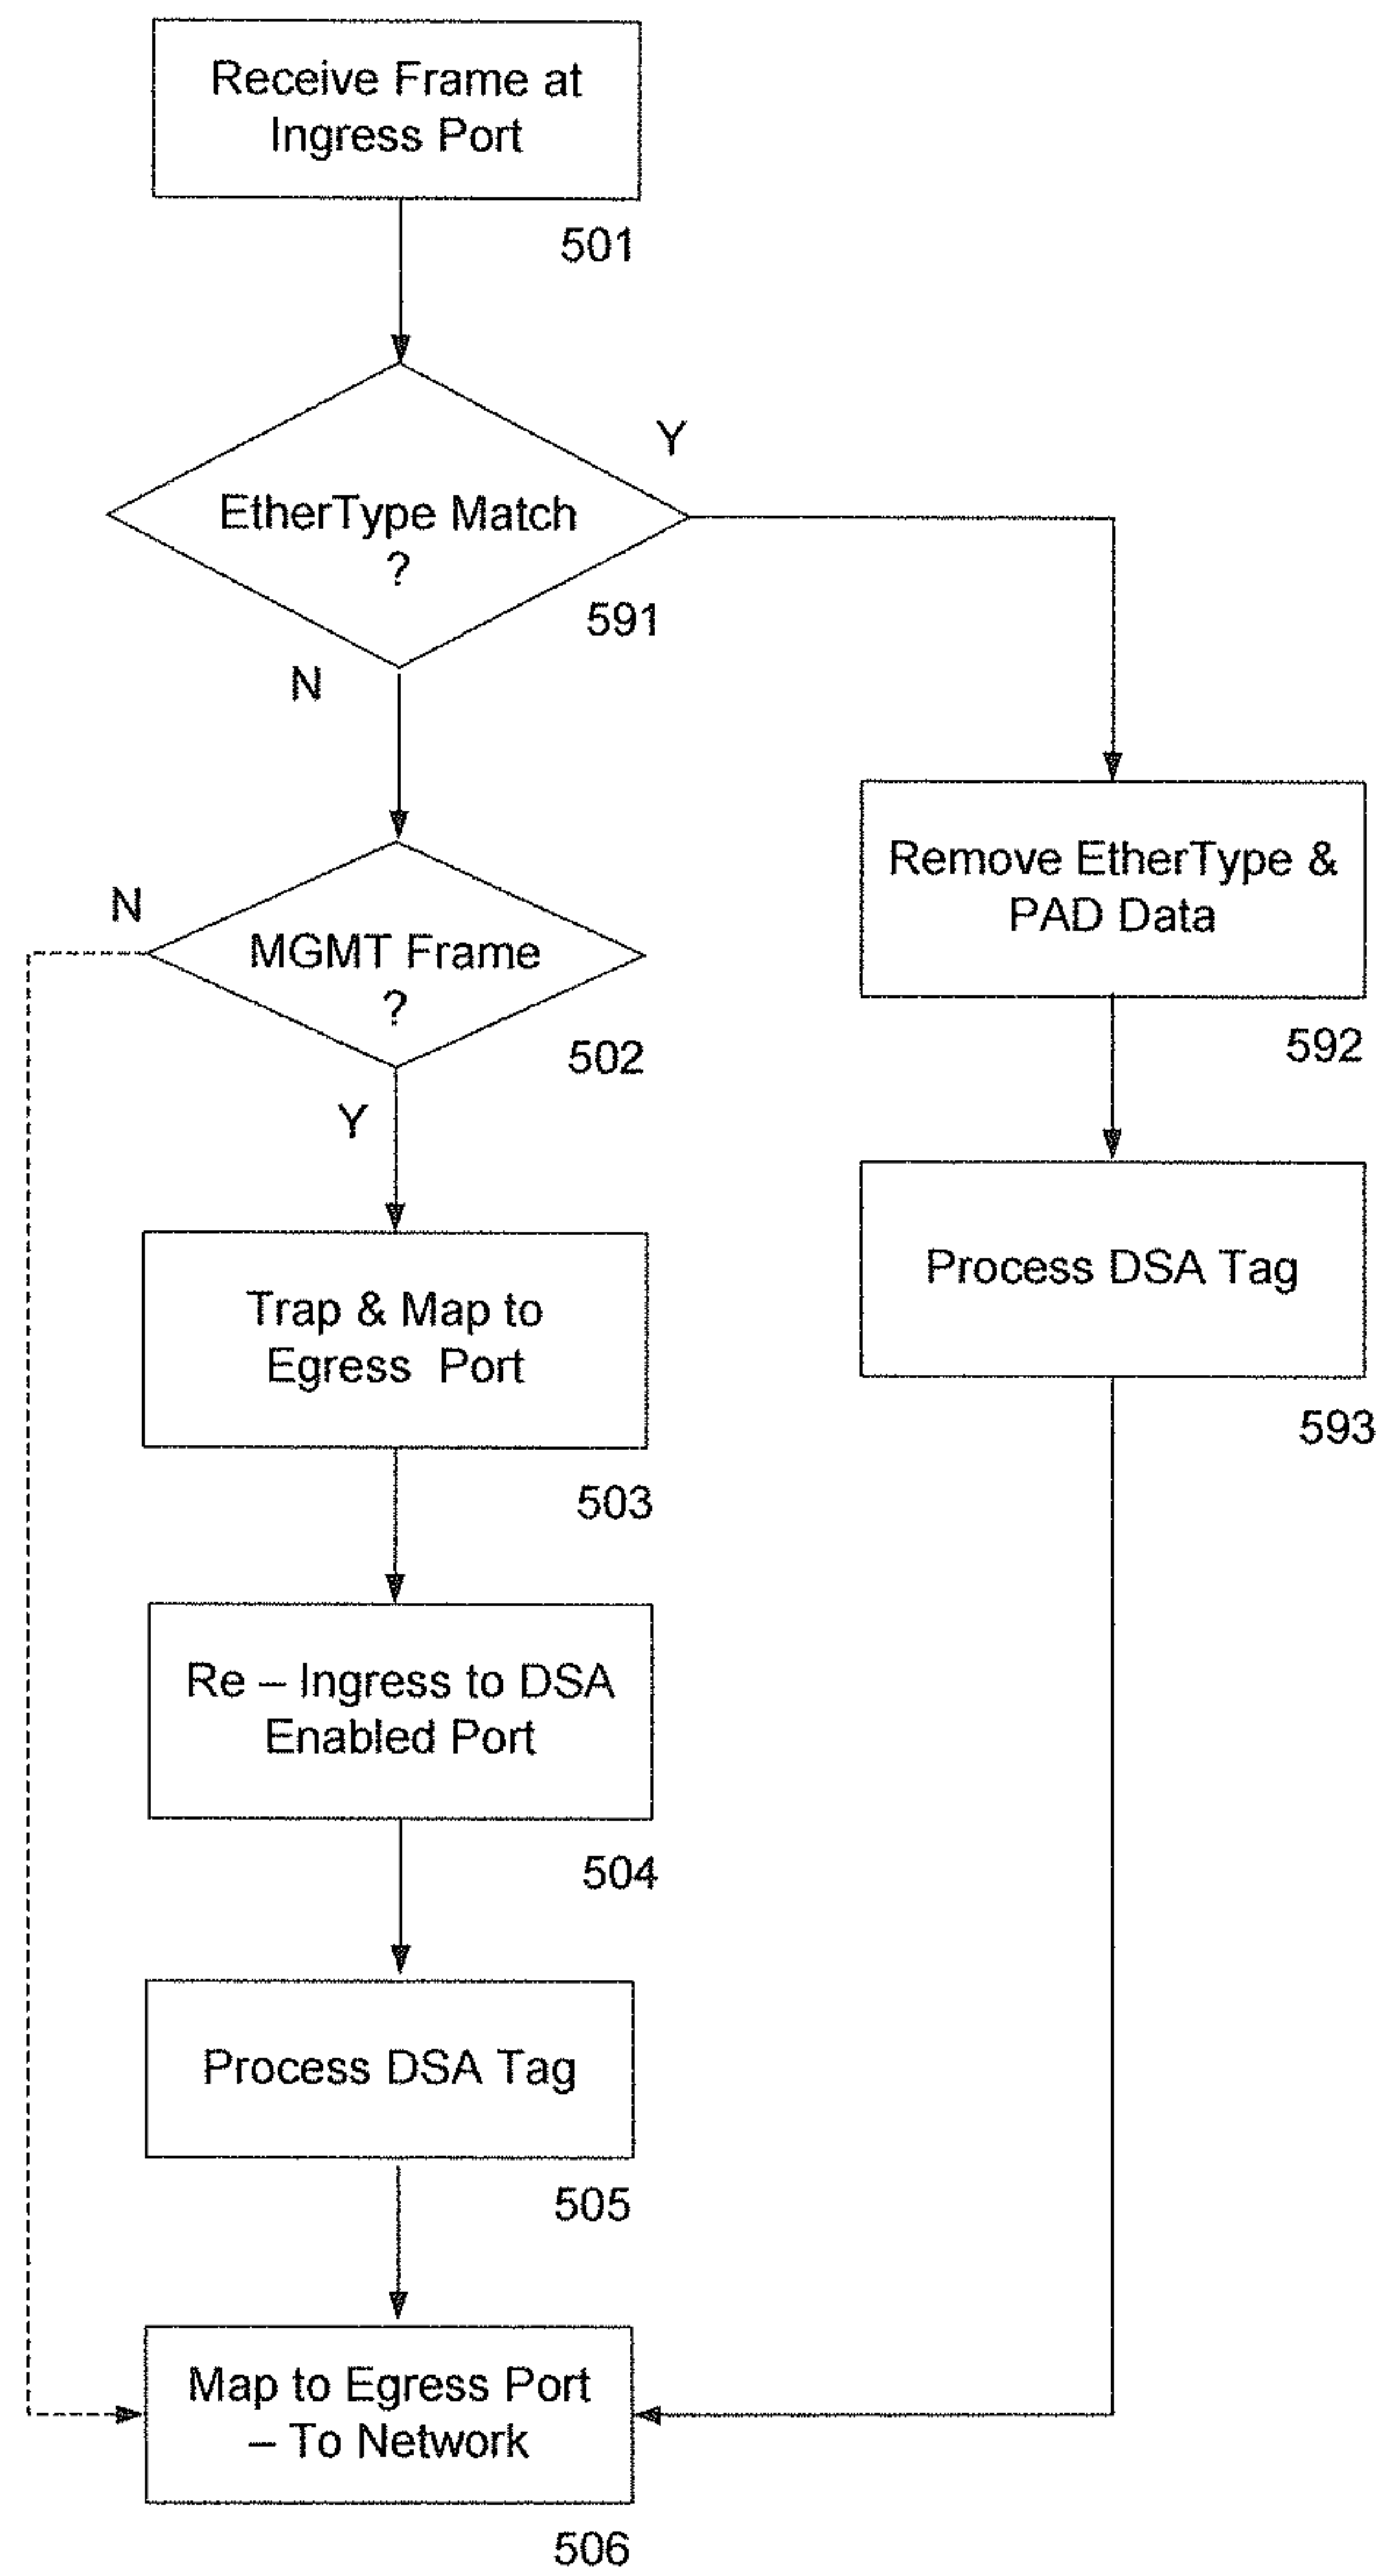 Receive Frame at
Ingress Port
501
EtherType Match
?
591
Y
N
MGMT Frame
?
502
N
Y
Remove EtherType &
PAD Data
592
Process DSA Tag
593
Trap & Map to
Egress Port
503
Re – Ingress to DSA
Enabled Port
504
Process DSA Tag
505
Map to Egress Port
– To Network
506